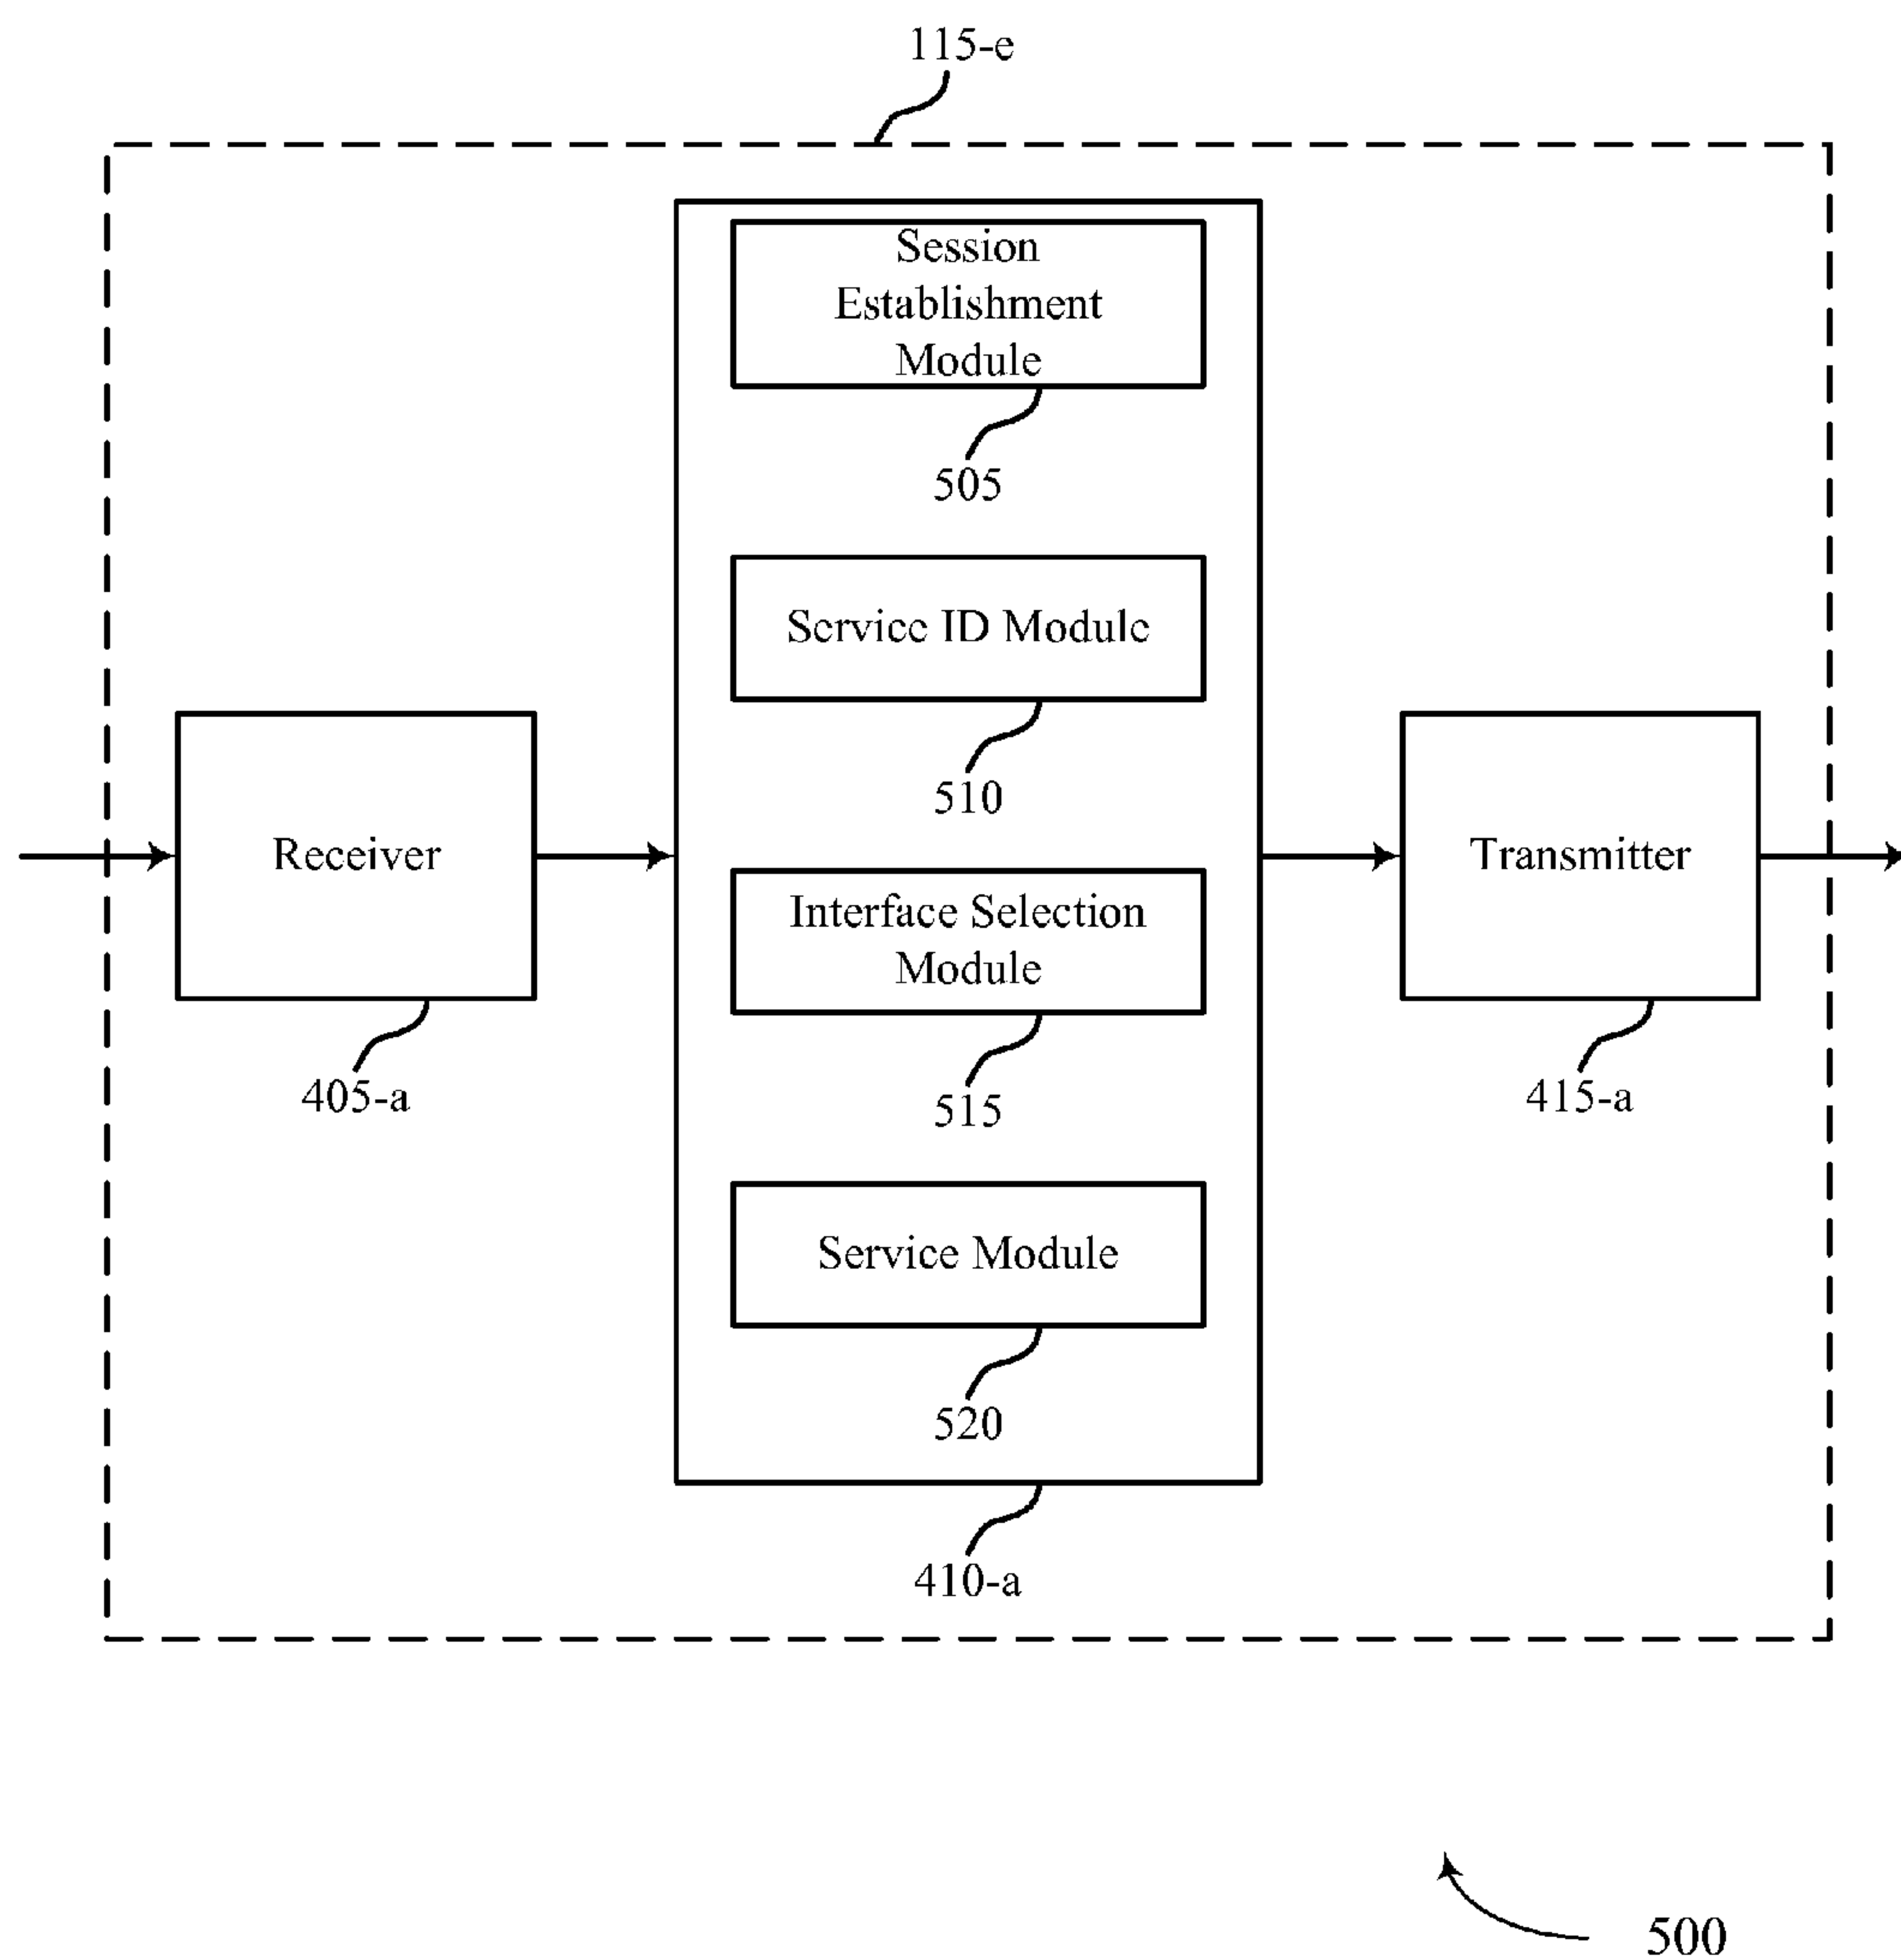 115-e
Session
Establishment
Module
505
Service ID Module
510
Receiver
405-a
Interface Selection
Module
515
Transmitter
415-a
Service Module
520
410-a
500